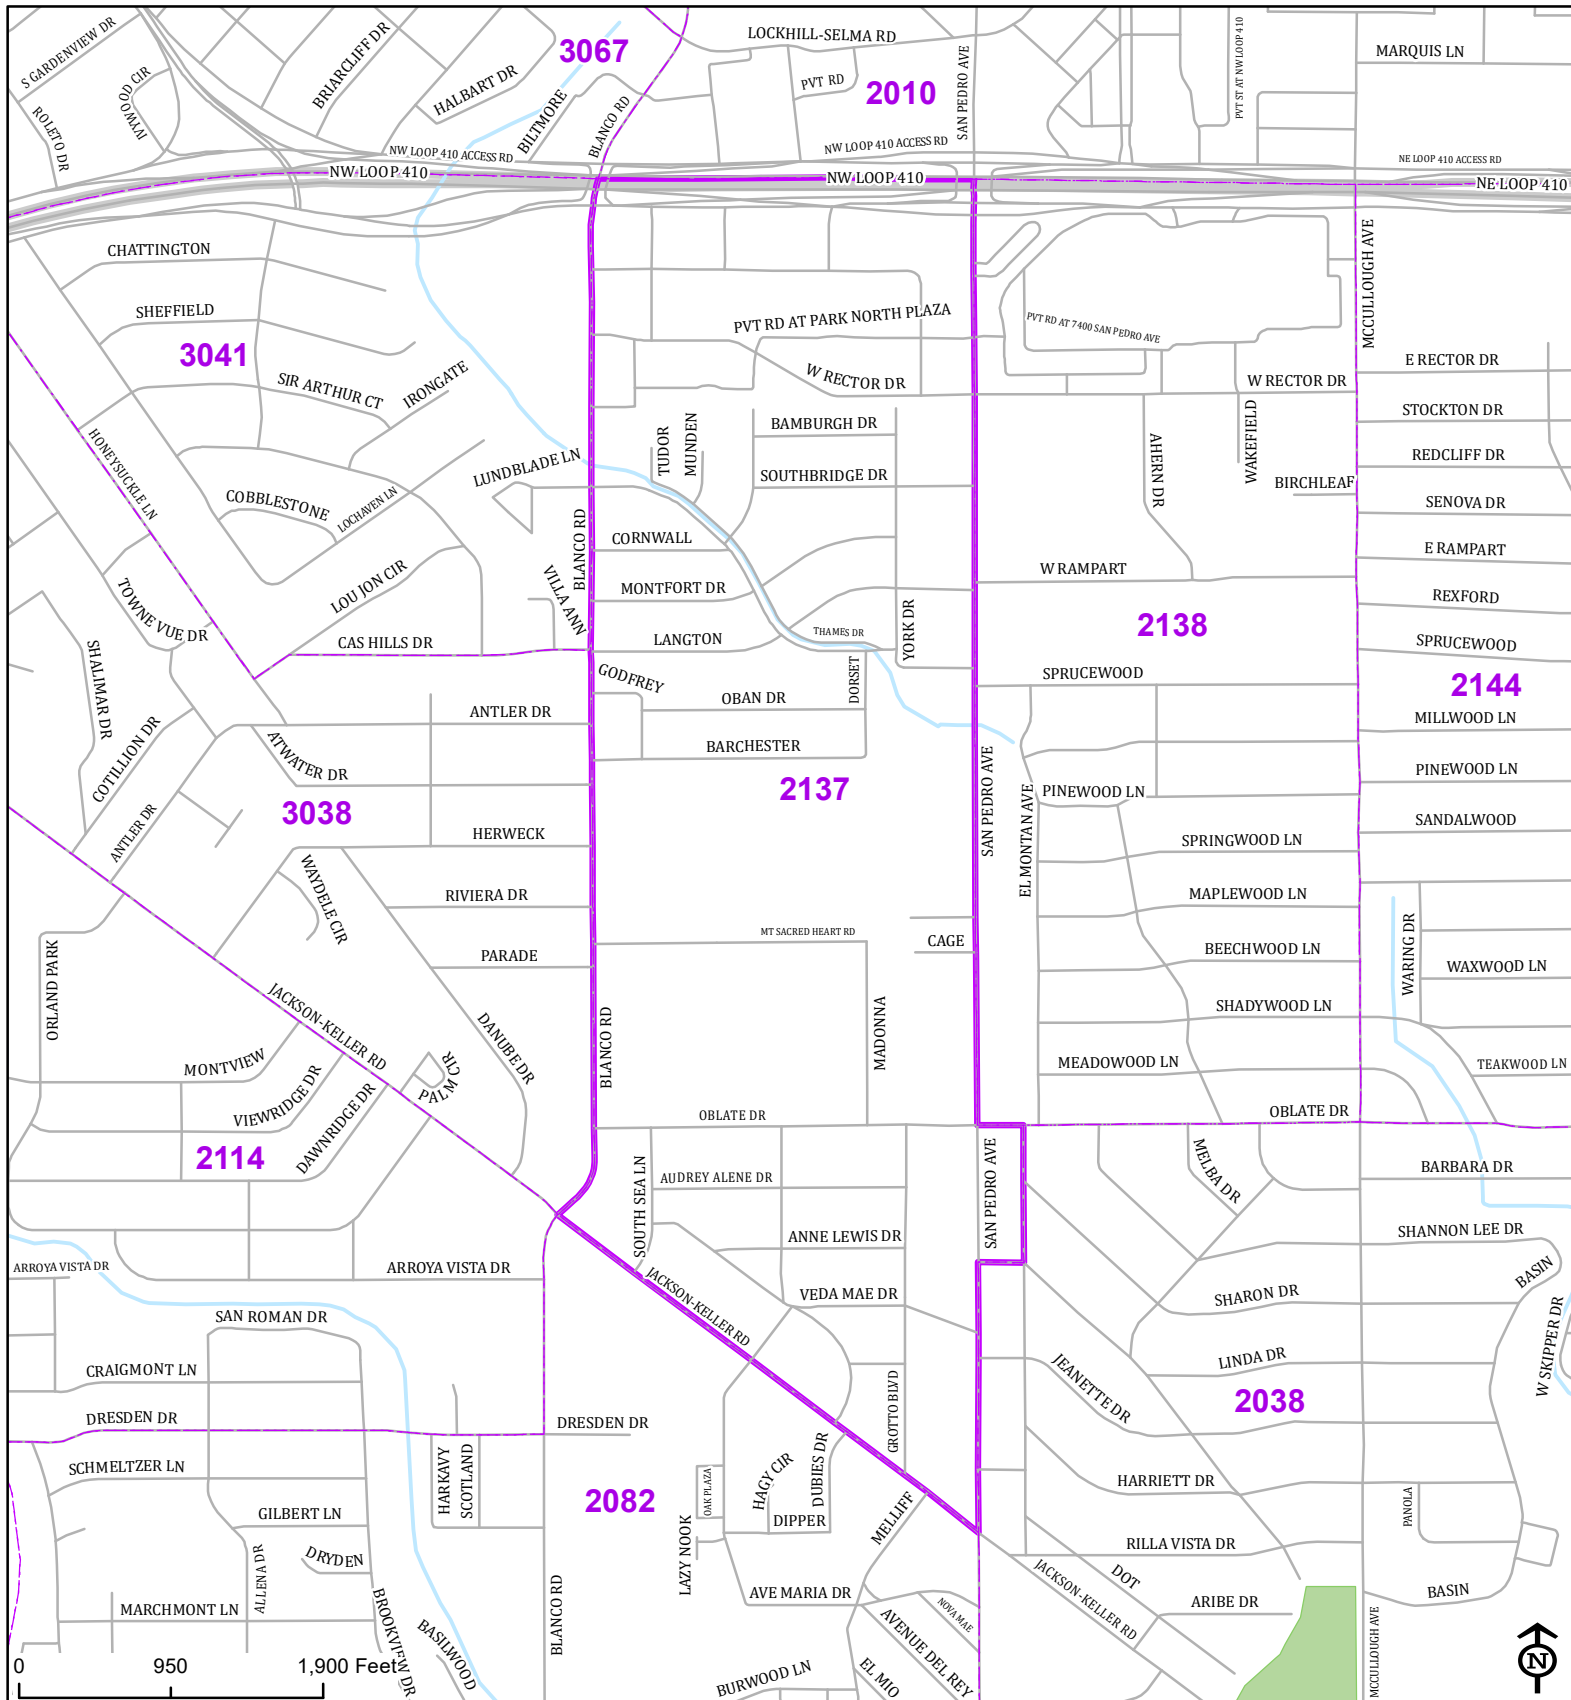 S GARDENVIEW DR
BRIARCLIFF DR
3067
LOCKHILL-SELMA RD
SAN PEDRO AVE
PVT ST AT NW LOOP 410
MARQUIS LN
IVYWOOD CIR
ROLETO DR
HALBART DR
BILTMORE
BLANCO RD
PVT RD
2010
NW LOOP 410 ACCESS RD
NW LOOP 410 ACCESS RD
NE LOOP 410 ACCESS RD
NW LOOP 410
NW LOOP 410
NE LOOP 410
CHATTINGTON
MCCULLOUGH AVE
SHEFFIELD
PVT RD AT PARK NORTH PLAZA
PVT RD AT 7400 SAN PEDRO AVE
3041
E RECTOR DR
SIR ARTHUR CT
IRONGATE
W RECTOR DR
W RECTOR DR
STOCKTON DR
HONEYSUCKLE LN
TUDOR
MUNDEN
BAMBURGH DR
AHERN DR
WAKEFIELD
REDCLIFF DR
LUNDBLADE LN
SOUTHBRIDGE DR
BIRCHLEAF
COBBLESTONE
LOCHAVEN LN
SENOVA DR
BLANCO RD
CORNWALL
E RAMPART
LOU JON CIR
VILLA ANN
MONTFORT DR
W RAMPART
REXFORD
TOWNE VUE DR
CAS HILLS DR
LANGTON
THAMES DR
YORK DR
2138
SPRUCEWOOD
SHALIMAR DR
GODFREY
DORSET
SPRUCEWOOD
2144
OBAN DR
ANTLER DR
MILLWOOD LN
COTILLION DR
ATWATER DR
BARCHESTER
SAN PEDRO AVE
PINEWOOD LN
2137
EL MONTAN AVE
PINEWOOD LN
ANTLER DR
3038
SANDALWOOD
HERWECK
SPRINGWOOD LN
WAYDELE CIR
RIVIERA DR
MAPLEWOOD LN
MT SACRED HEART RD
CAGE
WARING DR
PARADE
BEECHWOOD LN
WAXWOOD LN
ORLAND PARK
JACKSON-KELLER RD
DANUBE DR
BLANCO RD
MADONNA
SHADYWOOD LN
MONTVIEW
PALM CIR
MEADOWOOD LN
TEAKWOOD LN
VIEWRIDGE DR
DAWNRIDGE DR
OBLATE DR
OBLATE DR
2114
SOUTH SEA LN
AUDREY ALENE DR
SAN PEDRO AVE
MELBA DR
BARBARA DR
ANNE LEWIS DR
SHANNON LEE DR
ARROYA VISTA DR
ARROYA VISTA DR
JACKSON-KELLER RD
VEDA MAE DR
SHARON DR
BASIN
SAN ROMAN DR
W SKIPPER DR
CRAIGMONT LN
JEANETTE DR
LINDA DR
GROTTO BLVD
2038
DRESDEN DR
DRESDEN DR
SCHMELTZER LN
HARKAVY
SCOTLAND
OAK PLAZA
HAGY CIR
DUBIES DR
HARRIETT DR
2082
GILBERT LN
DIPPER
MELLIFF
PANOLA
LAZY NOOK
RILLA VISTA DR
DRYDEN
ALLENA DR
JACKSON-KELLER RD
DOT
AVE MARIA DR
ARIBE DR
BASIN
MARCHMONT LN
BROOKVIEW DR
BASILWOOD
BLANCO RD
NOVA MAE
AVENUE DEL REY
MCCULLOUGH AVE
EL MIO
BURWOOD LN
0 950 1,900 Feet
N